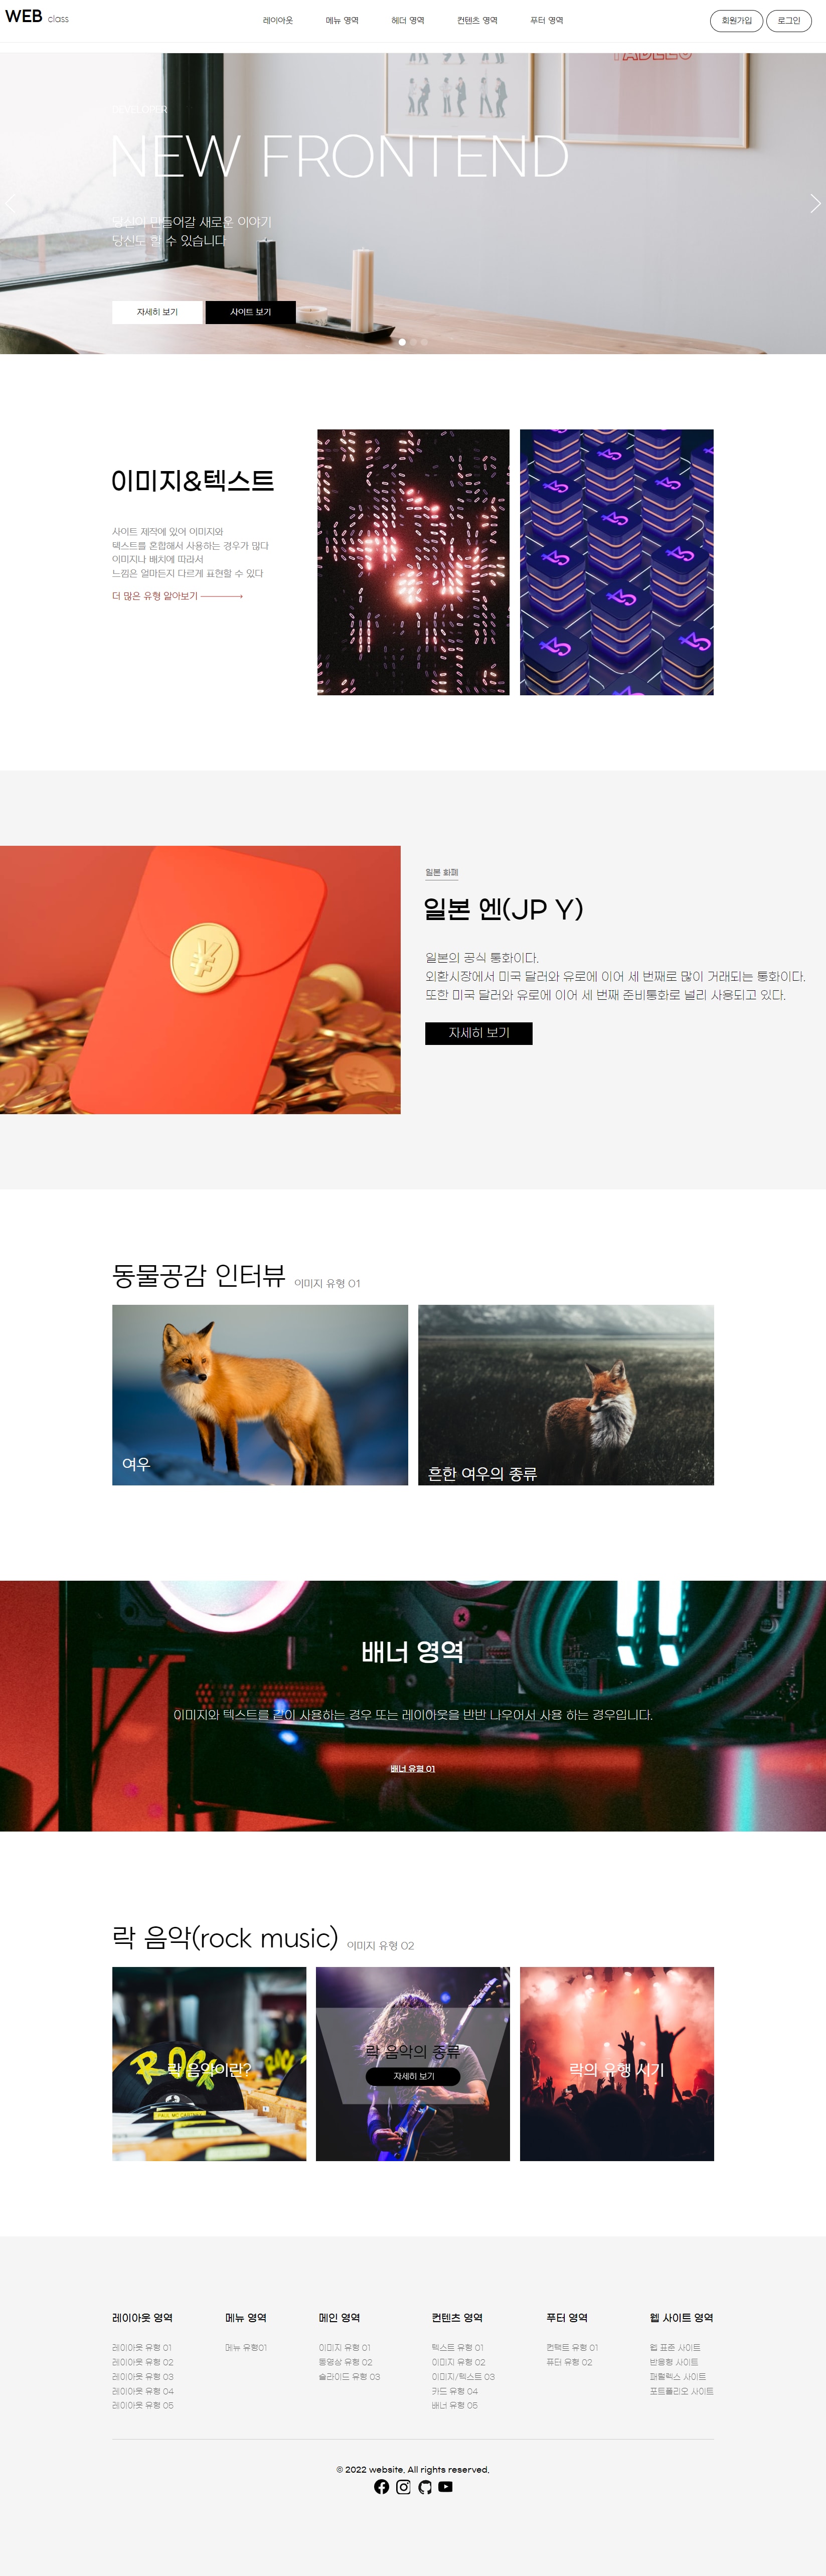 WEB class
레이아웃
메뉴 영역
헤더 영역
컨텐츠 영역
푸터 영역
회원가입
로그인
DEVELOPER
NEW FRONTEND
당신이 만들어갈 새로운 이야기
당신도 할 수 있습니다
자세히 보기
사이트 보기
이미지&텍스트
사이트 제작에 있어 이미지와
텍스트를 혼합해서 사용하는 경우가 많다
이미지나 배치에 따라서
느낌은 얼마든지 다르게 표현할 수 있다
더 많은 유형 알아보기
일본 화폐
일본 엔(JP Y)
일본의 공식 통화이다.
외환시장에서 미국 달러와 유로에 이어 세 번째로 많이 거래되는 통화이다.
또한 미국 달러와 유로에 이어 세 번째 준비통화로 널리 사용되고 있다.
자세히 보기
동물공감 인터뷰 이미지 유형 01
여우
흔한 여우의 종류
배너 영역
이미지와 텍스트를 같이 사용하는 경우 또는 레이아웃을 반반 나우어서 사용 하는 경우입니다.
배너 유형 01
락 음악(rock music) 이미지 유형 02
ROCK
락 음악이란?
PAUL MC CARTNEY
락 음악의 종류
자세히 보기
락의 유행 시기
레이아웃 영역
레이아웃 유형 01
레이아웃 유형 02
레이아웃 유형 03
레이아웃 유형 04
레이아웃 유형 05
메뉴 영역
메뉴 유형01
메인 영역
이미지 유형 01
동영상 유형 02
슬라이드 유형 03
컨텐츠 영역
텍스트 유형 01
이미지 유형 02
이미지/텍스트 03
카드 유형 04
배너 유형 05
푸터 영역
컨텍트 유형 01
퓨터 유형 02
웹 사이트 영역
웹 표준 사이트
반응형 사이트
패럴렉스 사이트
포트폴리오 사이트
© 2022 website. All rights reserved.